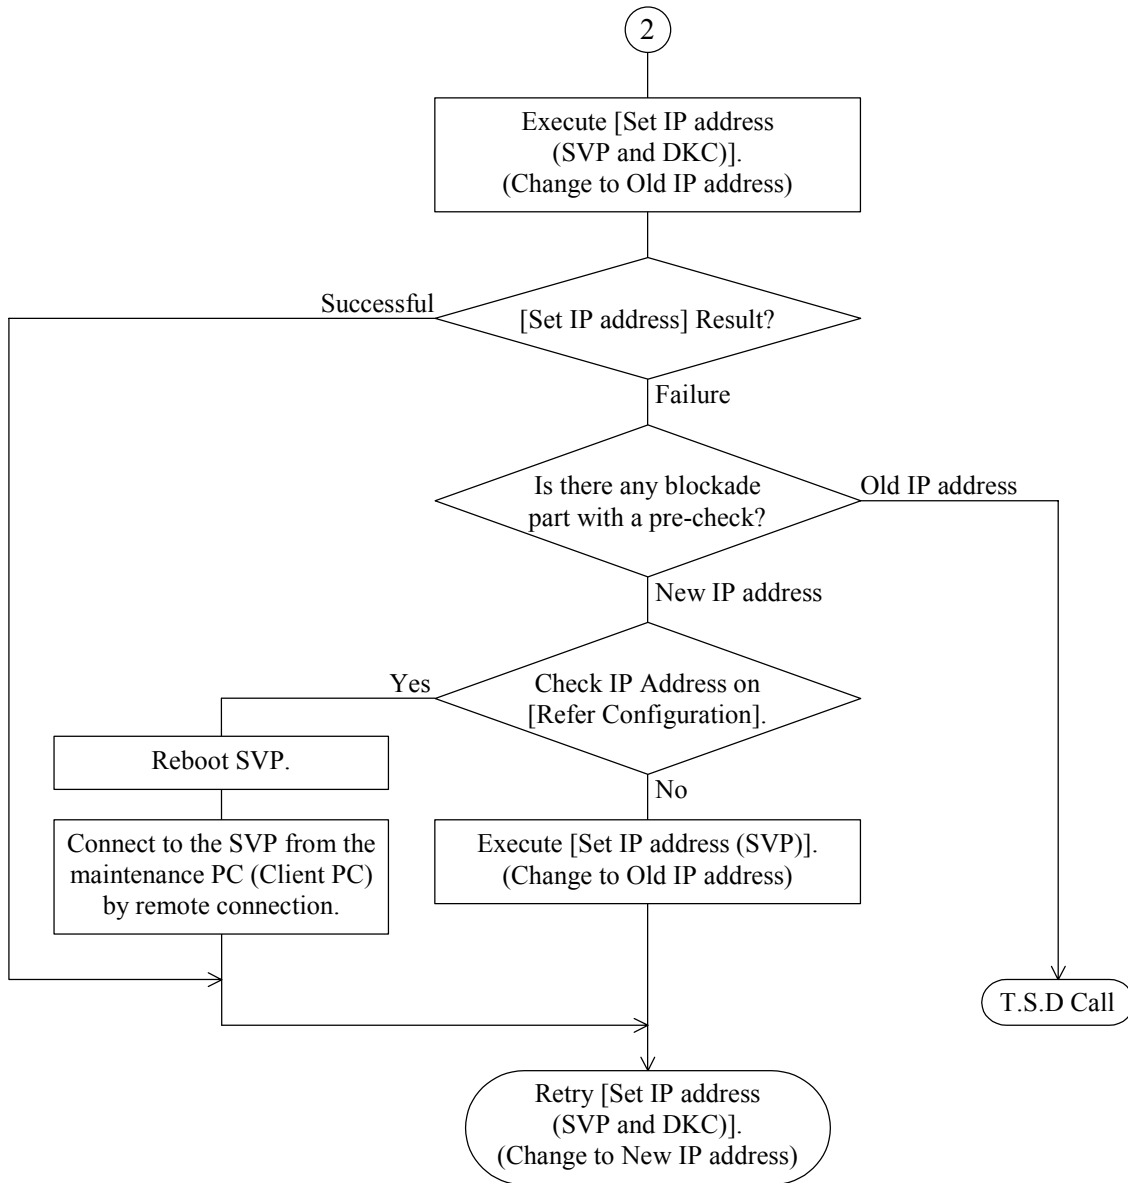 2
Execute [Set IP address
(SVP and DKC)].
(Change to Old IP address)
Successful
[Set IP address] Result?
Failure
Is there any blockade
part with a pre-check?
Old IP address
New IP address
Yes
Check IP Address on
[Refer Configuration].
Reboot SVP.
No
Connect to the SVP from the
maintenance PC (Client PC)
by remote connection.
Execute [Set IP address (SVP)].
(Change to Old IP address)
T.S.D Call
Retry [Set IP address
(SVP and DKC)].
(Change to New IP address)